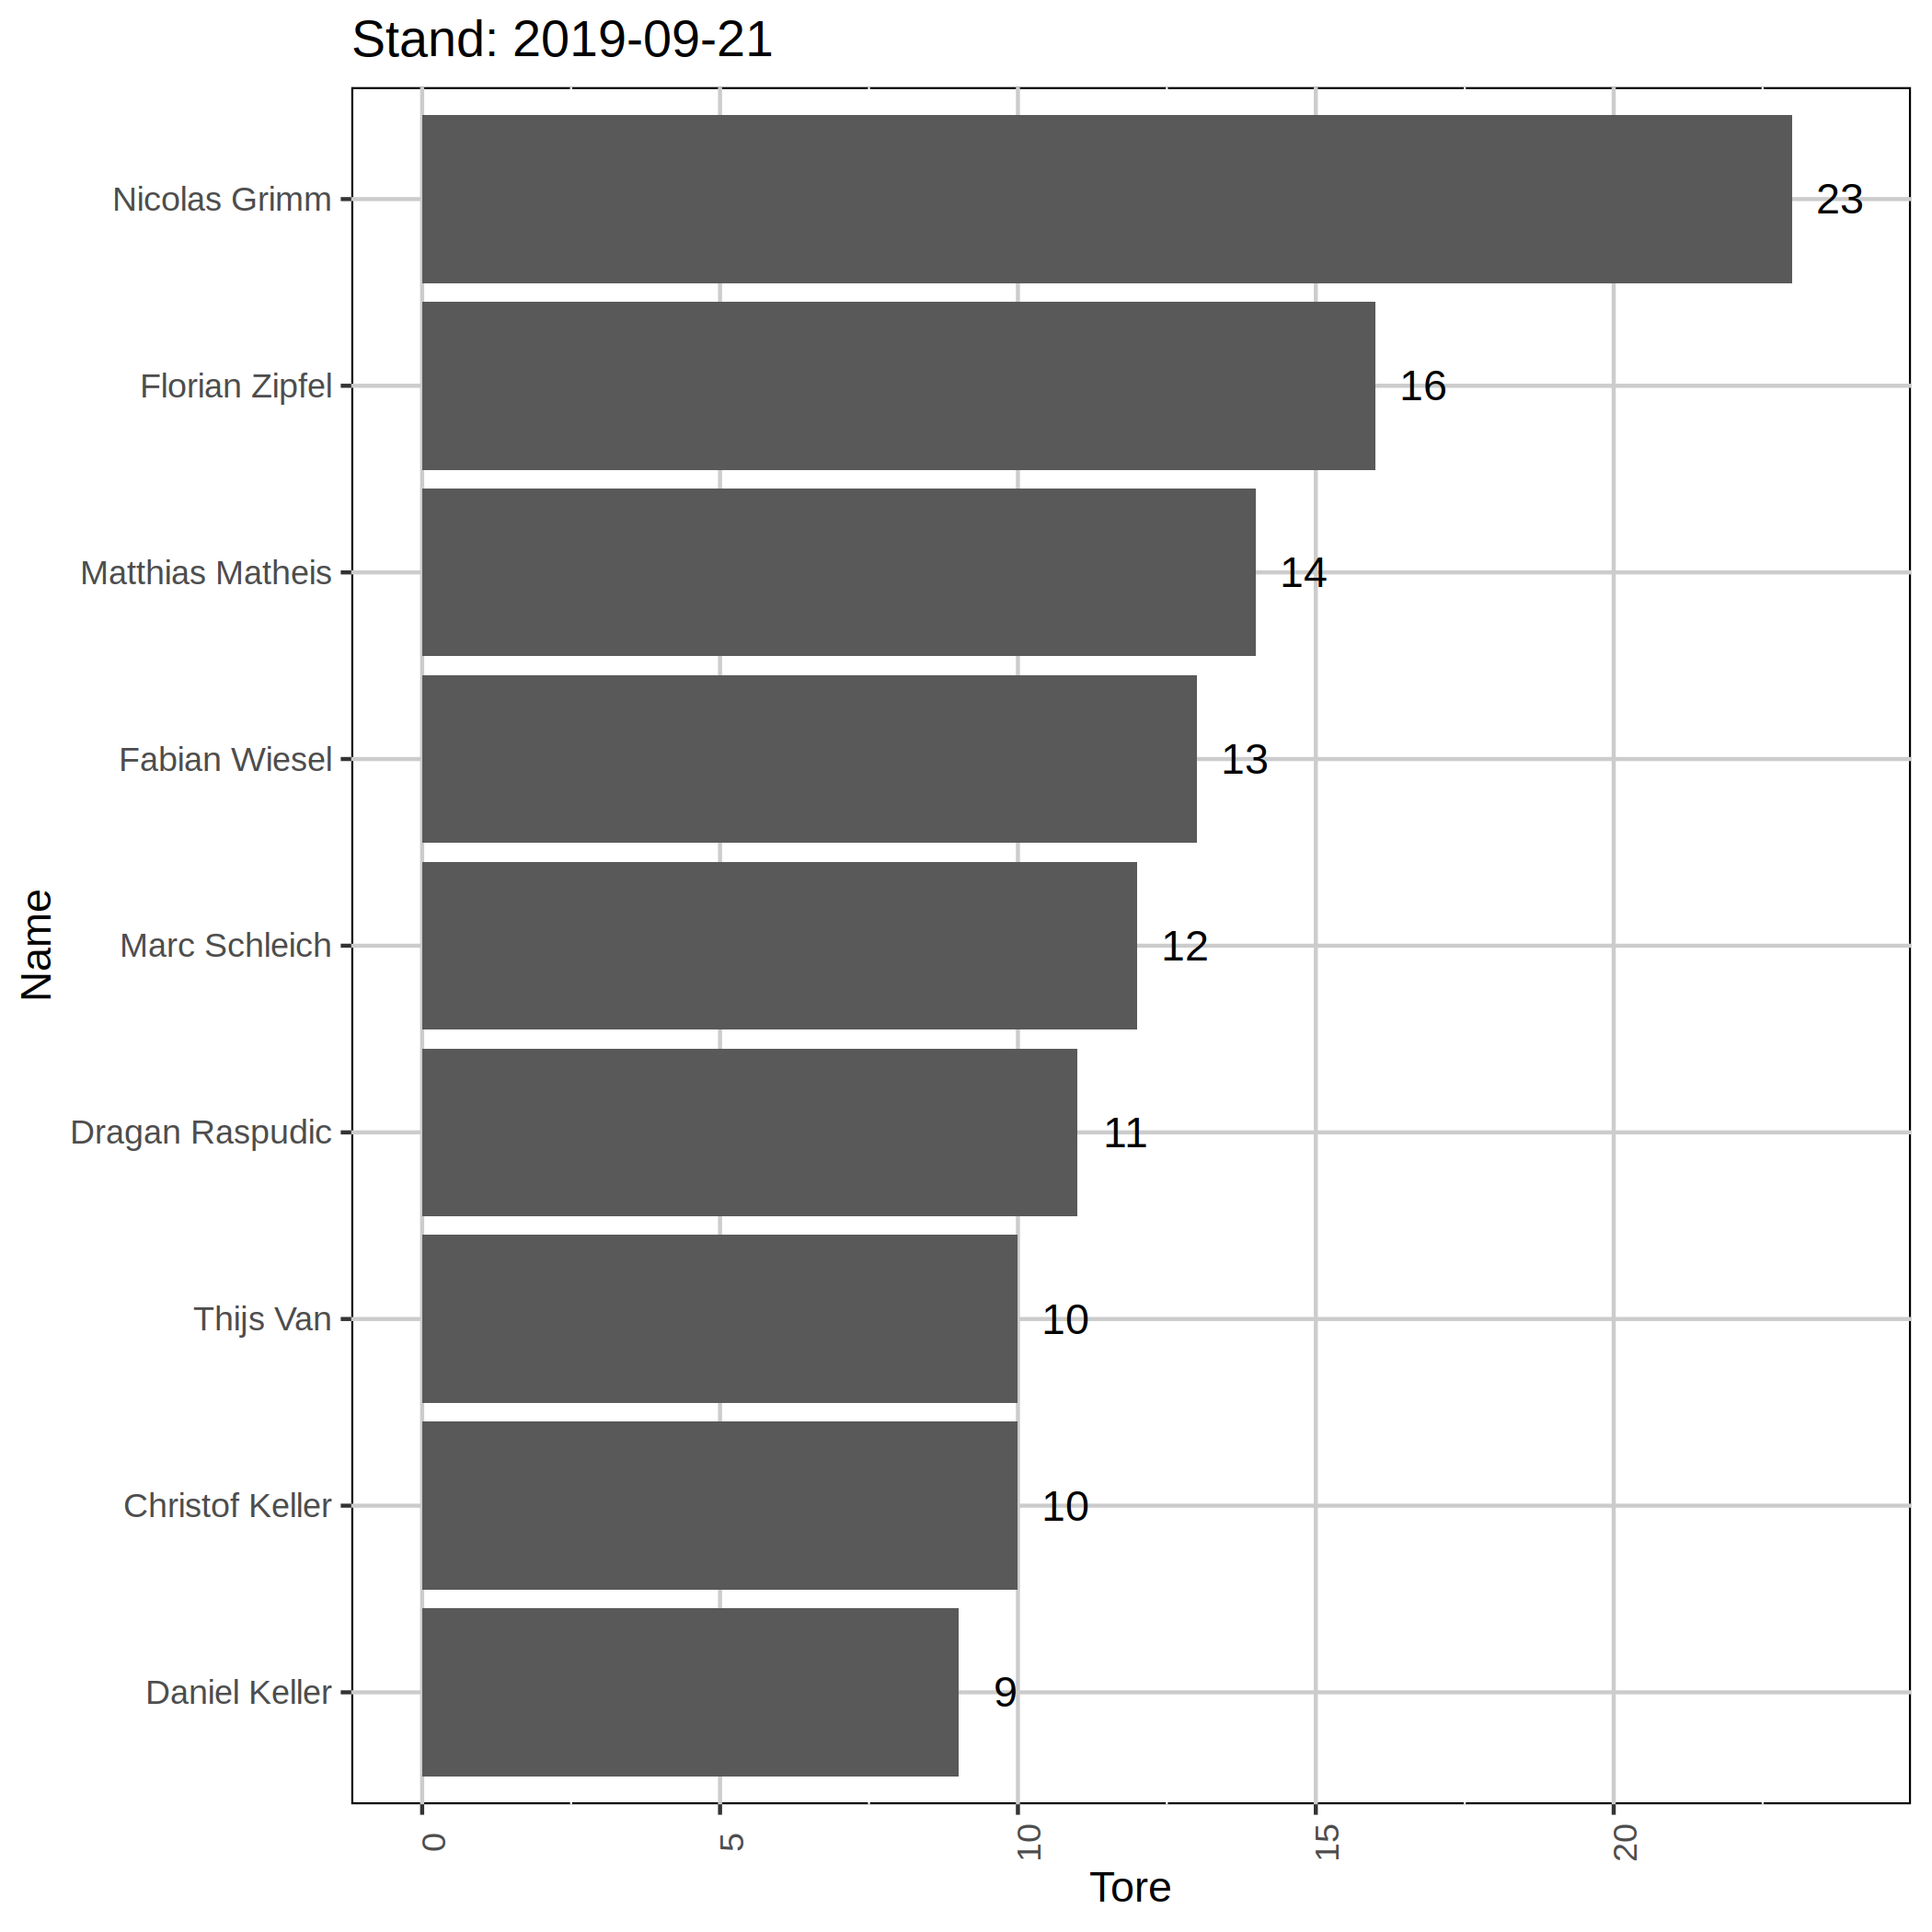 Stand: 2019-09-21
Nicolas Grimm 23
Florian Zipfel 16
Matthias Matheis 14
Fabian Wiesel 13
Marc Schleich 12
Dragan Raspudic 11
Thijs Van 10
Christof Keller 10
Daniel Keller 9
Name
0 5 10 15 20
Tore